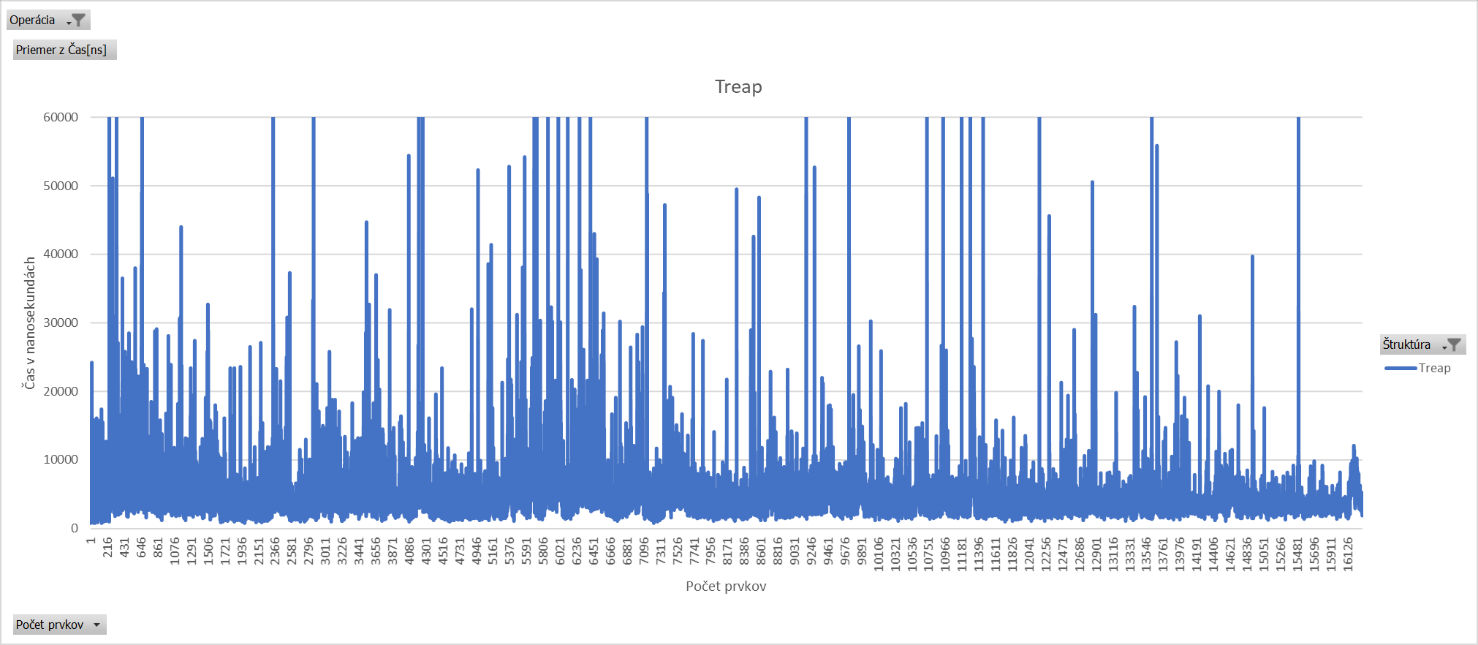 Operácia
Priemer z Čas[ns]
Treap
60000
50000
40000
30000
20000
10000
0
Čas v nanosekundách
1 216 431 646 861 1076 1291 1506 1721 1936 2151 2366 2581 2796 3011 3226 3441 3656 3871 4086 4301 4516 4731 4946 5161 5376 5591 5806 6021 6236 6451 6666 6881 7096 7311 7526 7741 7956 8171 8386 8601 8816 9031 9246 9461 9676 9891 10106 10321 10536 10751 10966 11181 11396 11611 11826 12041 12256 12471 12686 12901 13116 13331 13546 13761 13976 14191 14406 14621 14836 15051 15266 15481 15696 15911 16126
Počet prvkov
Štruktúra
Treap
Počet prvkov